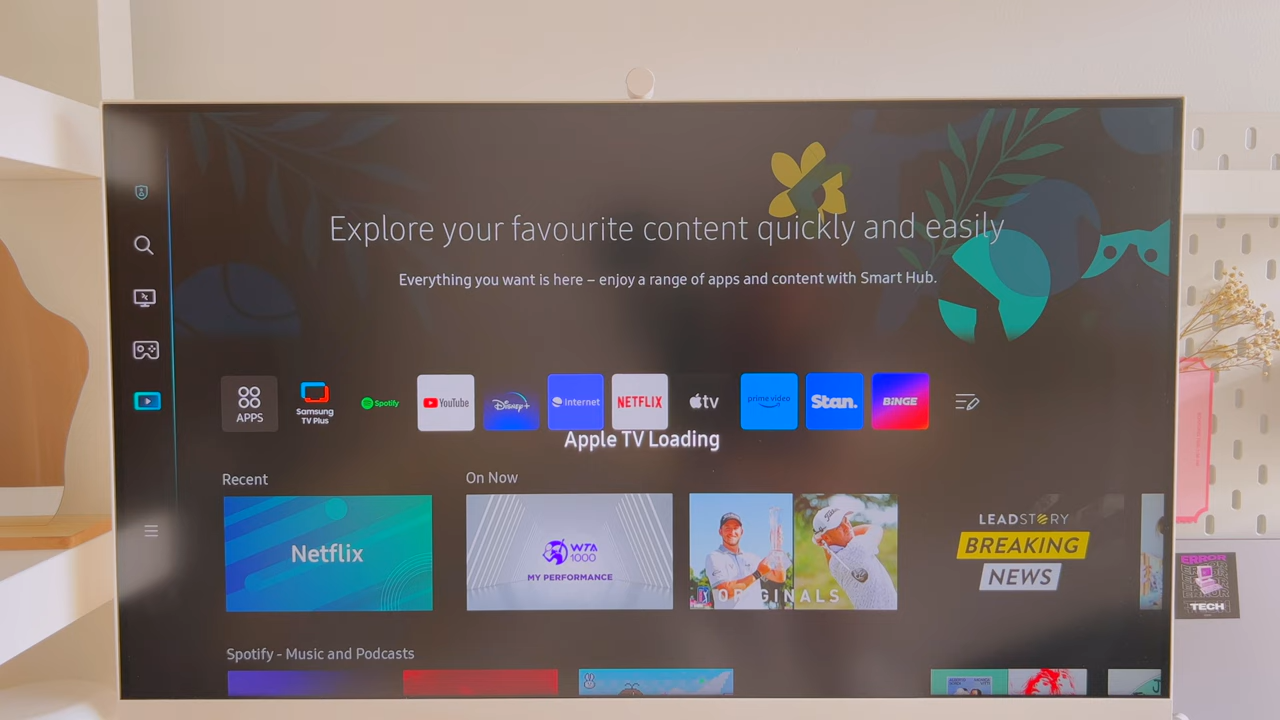 Explore your favourite content quickly and easily
Everything you want is here – enjoy a range of apps and content with Smart Hub.
APPS
Samsung TV Plus
Spotify
YouTube
Disney+
internet
NETFLIX
tv
prime video
Stan.
BINGE
Apple TV Loading
Recent
On Now
Netflix
WTA
1000
MY PERFORMANCE
ORIGINALS
LEADSTORY
BREAKING
NEWS
Spotify - Music and Podcasts
ERROR
TECH